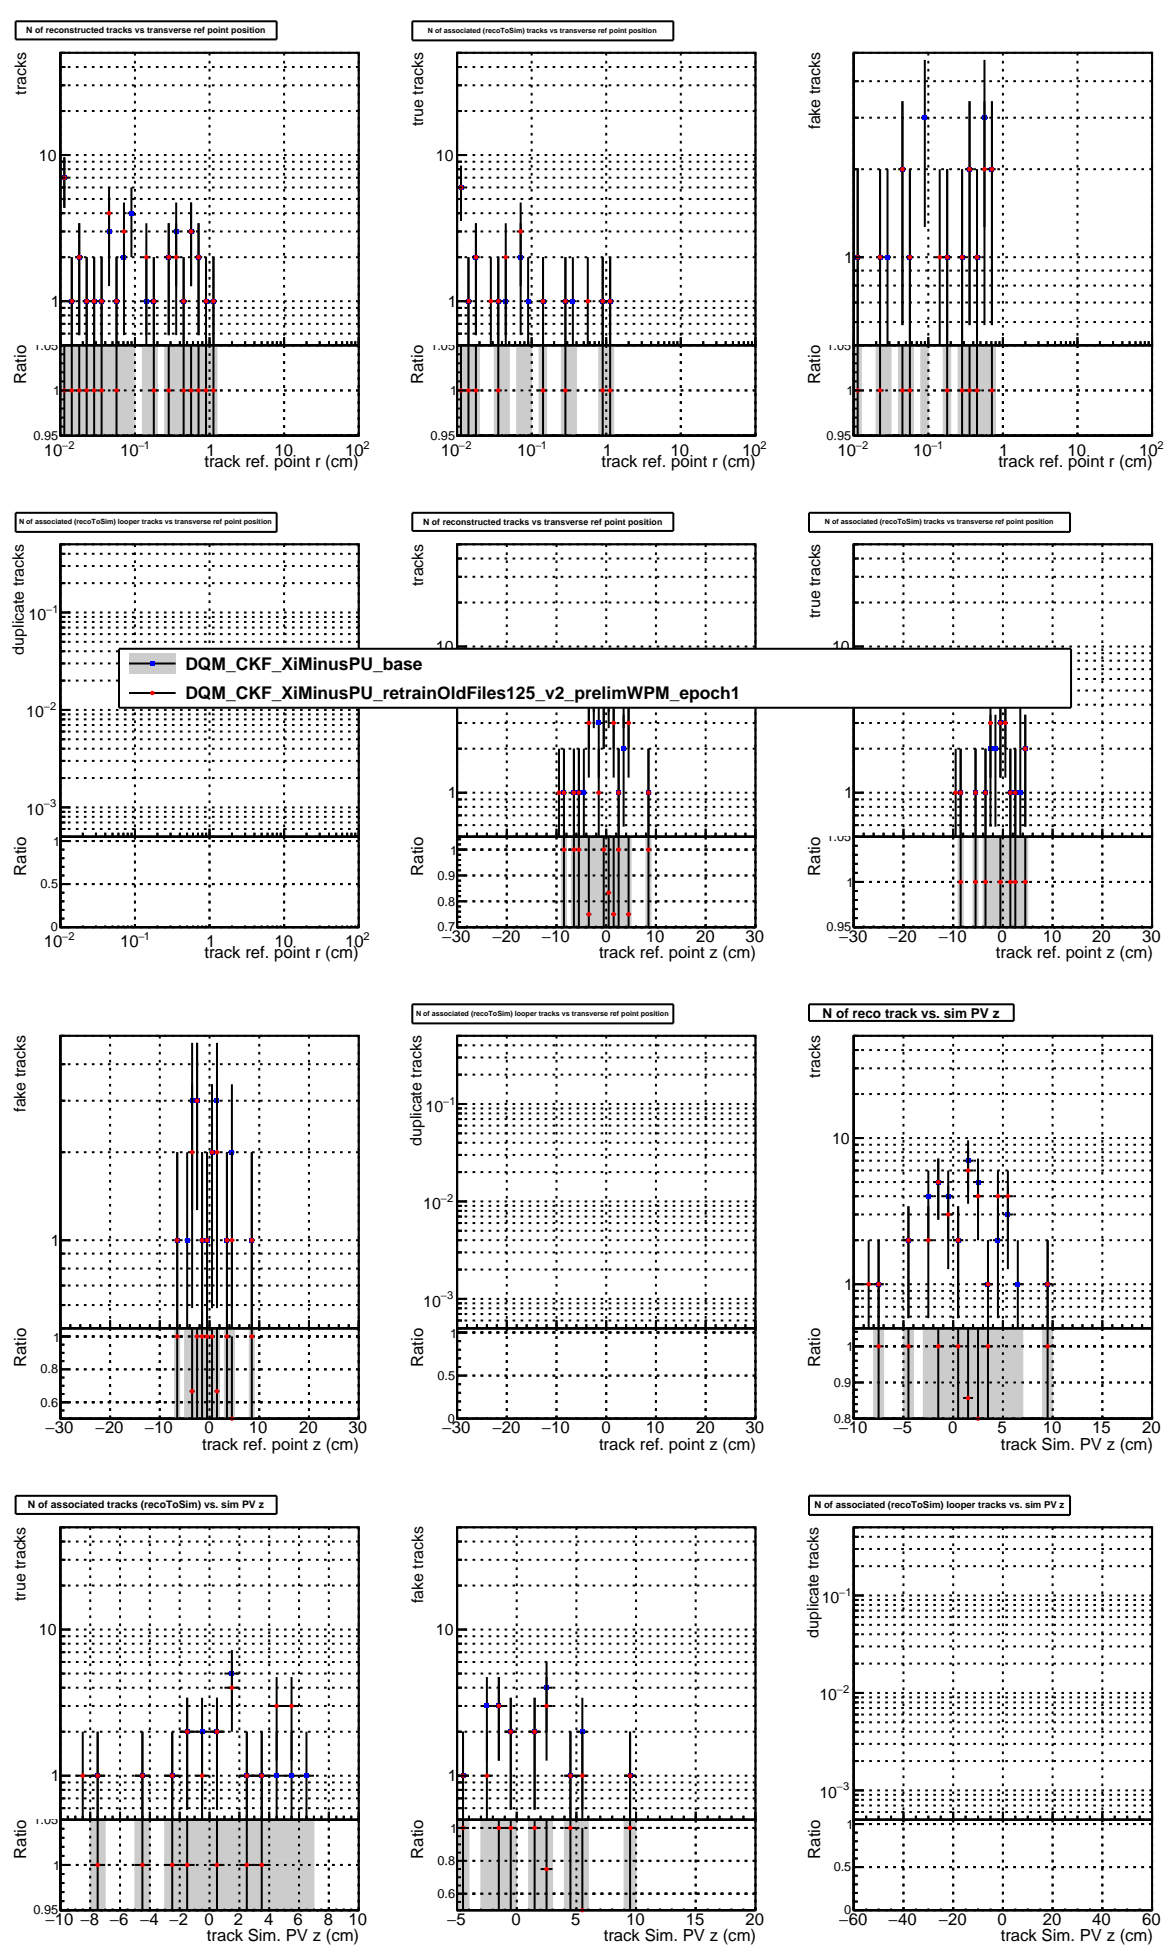 N of reconstructed tracks vs transverse ref point position
tracks
10
1
1.05
Ratio
1
0.95
10−2 10−1 1 10 102
track ref. point r (cm)
N of associated (recoToSim) tracks vs transverse ref point position
true tracks
10
1
1.05
Ratio
1
0.95
10−2 10−1 1 10 102
track ref. point r (cm)
fake tracks
1
1.05
Ratio
1
0.95
10−2 10−1 1 10 102
track ref. point r (cm)
N of associated (recoToSim) looper tracks vs transverse ref point position
duplicate tracks
10−1
10−2
10−3
Ratio
1
0.5
0
10−2 10−1 1 10 102
track ref. point r (cm)
N of reconstructed tracks vs transverse ref point position
tracks
10
1
Ratio
1
0.9
0.8
0.7
−30 −20 −10 0 10 20 30
track ref. point z (cm)
N of associated (recoToSim) tracks vs transverse ref point position
true tracks
10
1
1.05
Ratio
1
0.95
−30 −20 −10 0 10 20 30
track ref. point z (cm)
DQM_CKF_XiMinusPU_base
DQM_CKF_XiMinusPU_retrainOldFiles125_v2_prelimWPM_epoch1
fake tracks
1
Ratio
1
0.8
0.6
−30 −20 −10 0 10 20 30
track ref. point z (cm)
N of associated (recoToSim) looper tracks vs transverse ref point position
duplicate tracks
10−1
10−2
10−3
Ratio
1
0.5
0
−30 −20 −10 0 10 20 30
track ref. point z (cm)
N of reco track vs. sim PV z
tracks
10
1
Ratio
1
0.9
0.8
−10 −5 0 5 10 15 20
track Sim. PV z (cm)
N of associated tracks (recoToSim) vs. sim PV z
true tracks
10
1
1.05
Ratio
1
0.95
−10 −8 −6 −4 −2 0 2 4 6 8 10
track Sim. PV z (cm)
fake tracks
10
1
Ratio
1
0.8
0.6
−5 0 5 10 15 20
track Sim. PV z (cm)
N of associated (recoToSim) looper tracks vs. sim PV z
duplicate tracks
10−1
10−2
10−3
Ratio
1
0.5
0
−60 −40 −20 0 20 40 60
track Sim. PV z (cm)